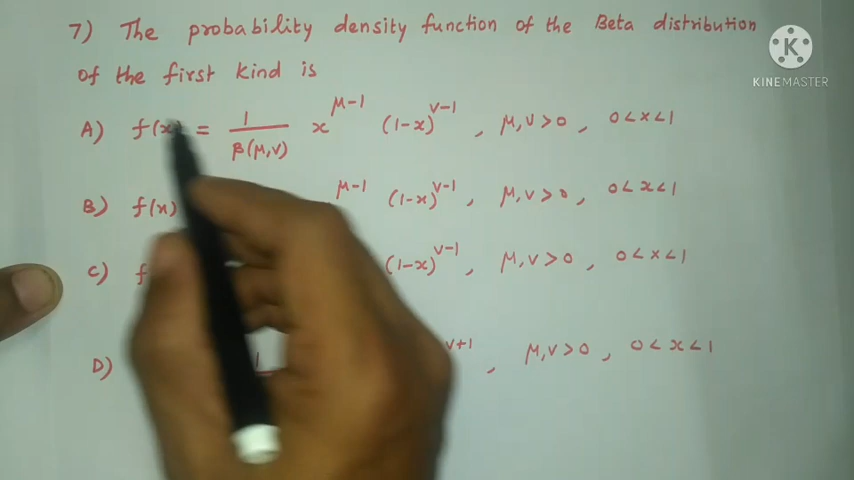 7) The probability density function of the Beta distribution
of the first kind is
A) f(x) = 1/β(μ,ν) x^μ-1 (1-x)^ν-1 , μ,ν>0 , 0<x<1
B) f(x) μ-1 (1-x)^ν-1 , μ,ν>0 , 0<x<1
C) f (1-x)^ν-1 , μ,ν>0 , 0<x<1
D) 1 ν+1 , μ,ν>0 , 0<x<1
K
KINEMASTER